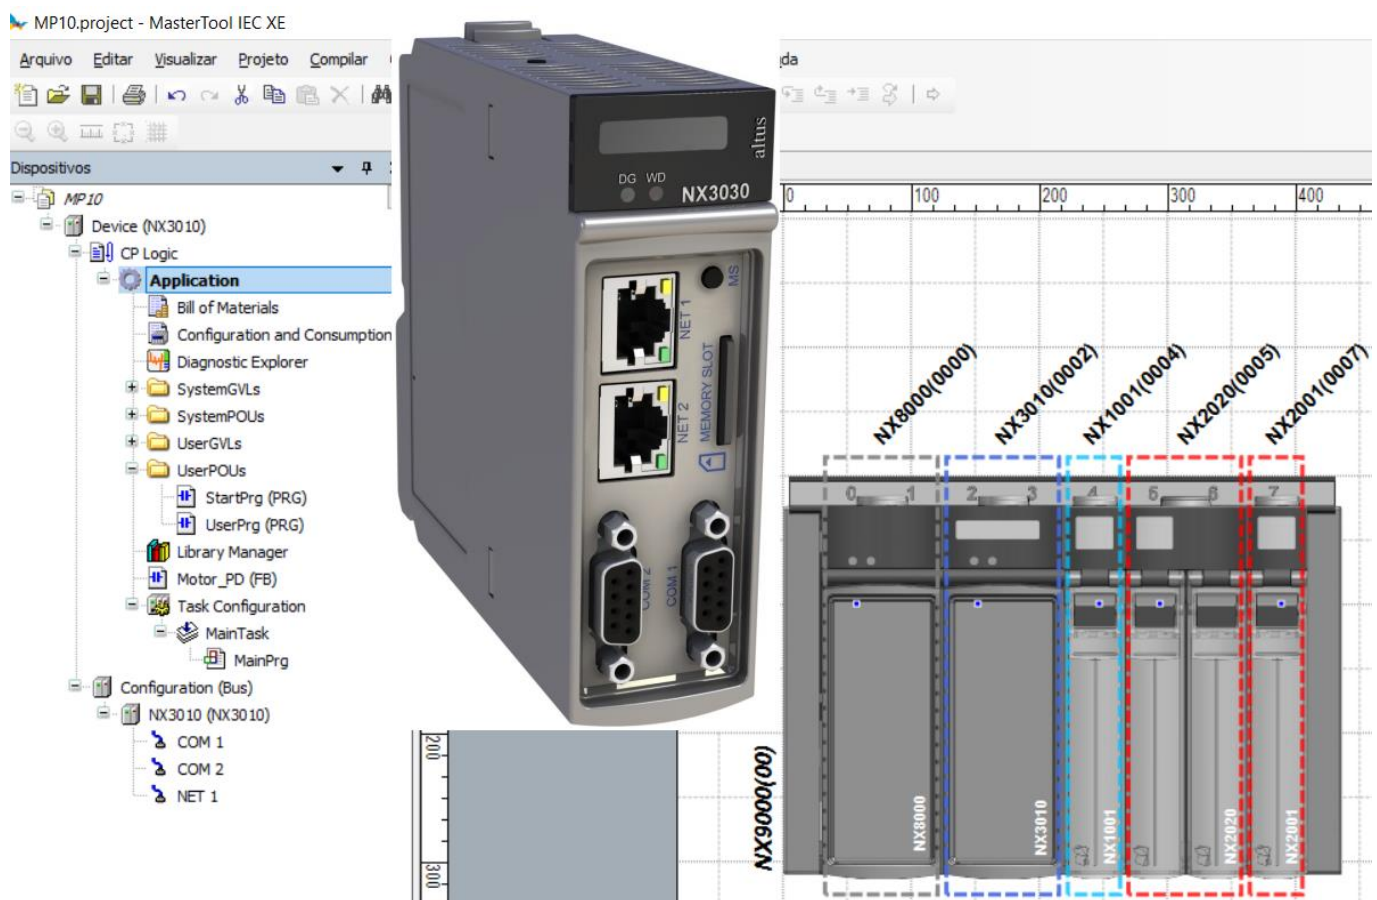 MP10.project - MasterTool IEC XE
Arquivo Editar Visualizar Projeto Compilar
da
Dispositivos
MP10
Device (NX3010)
CP Logic
Application
Bill of Materials
Configuration and Consumption
Diagnostic Explorer
SystemGVLs
SystemPOUs
UserGVLs
UserPOUs
StartPrg (PRG)
UserPrg (PRG)
Library Manager
Motor_PD (FB)
Task Configuration
MainTask
MainPrg
Configuration (Bus)
NX3010 (NX3010)
COM 1
COM 2
NET 1
altus
DG WD
NX3030
MS
NET 1
MEMORY SLOT
NET 2
COM 2
COM 1
0 100 200 300 400
NX8000(0000)
NX3010(0002)
NX1001(0004)
NX2020(0005)
NX2001(0007)
0 1 2 3 4 5 6 7
NX8000
NX3010
NX1001
NX2020
NX2001
NX9000(00)
200
300